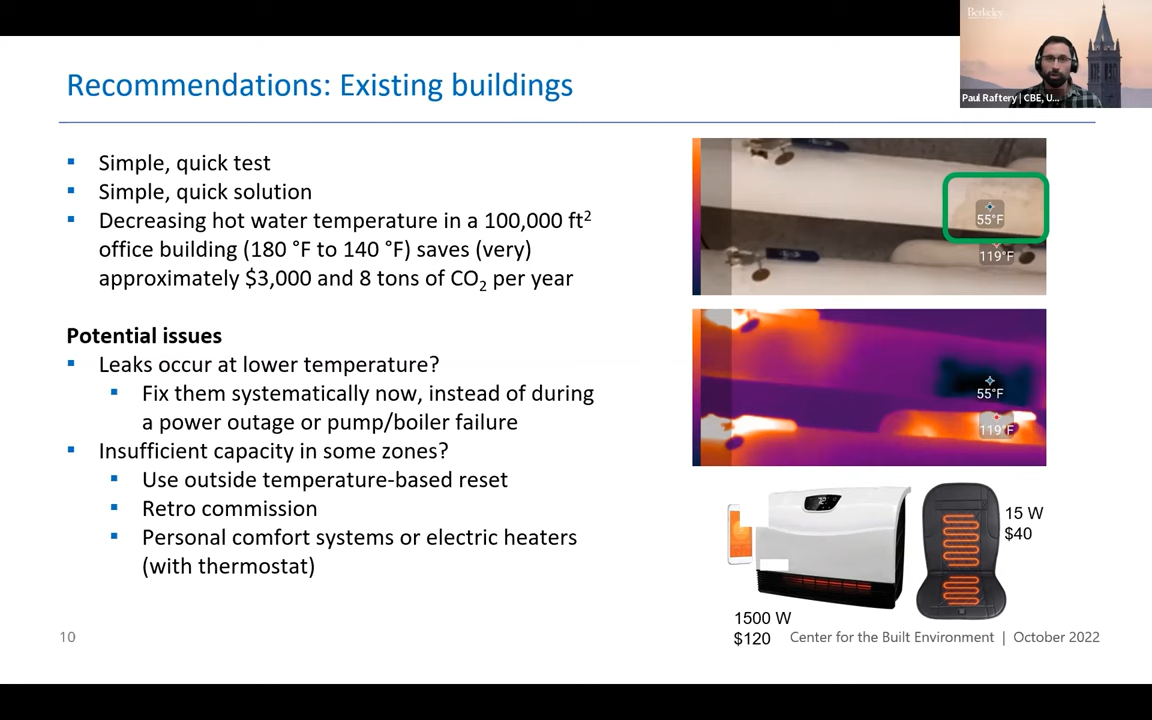 Berkeley
Paul Raftery | CBE, U...
Recommendations: Existing buildings
▪ Simple, quick test
▪ Simple, quick solution
▪ Decreasing hot water temperature in a 100,000 ft²
office building (180 °F to 140 °F) saves (very)
approximately $3,000 and 8 tons of CO₂ per year
Potential issues
▪ Leaks occur at lower temperature?
▪ Fix them systematically now, instead of during
a power outage or pump/boiler failure
▪ Insufficient capacity in some zones?
▪ Use outside temperature-based reset
▪ Retro commission
▪ Personal comfort systems or electric heaters
(with thermostat)
55°F
119°F
55°F
119°F
15 W
$40
1500 W
$120
10
Center for the Built Environment | October 2022